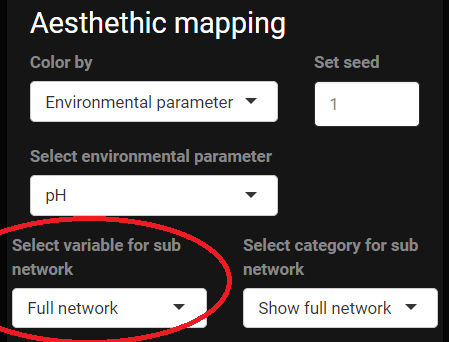 Aesthethic mapping
Color by
Set seed
Environmental parameter
1
Select environmental parameter
pH
Select variable for sub
network
Select category for sub
network
Full network
Show full network